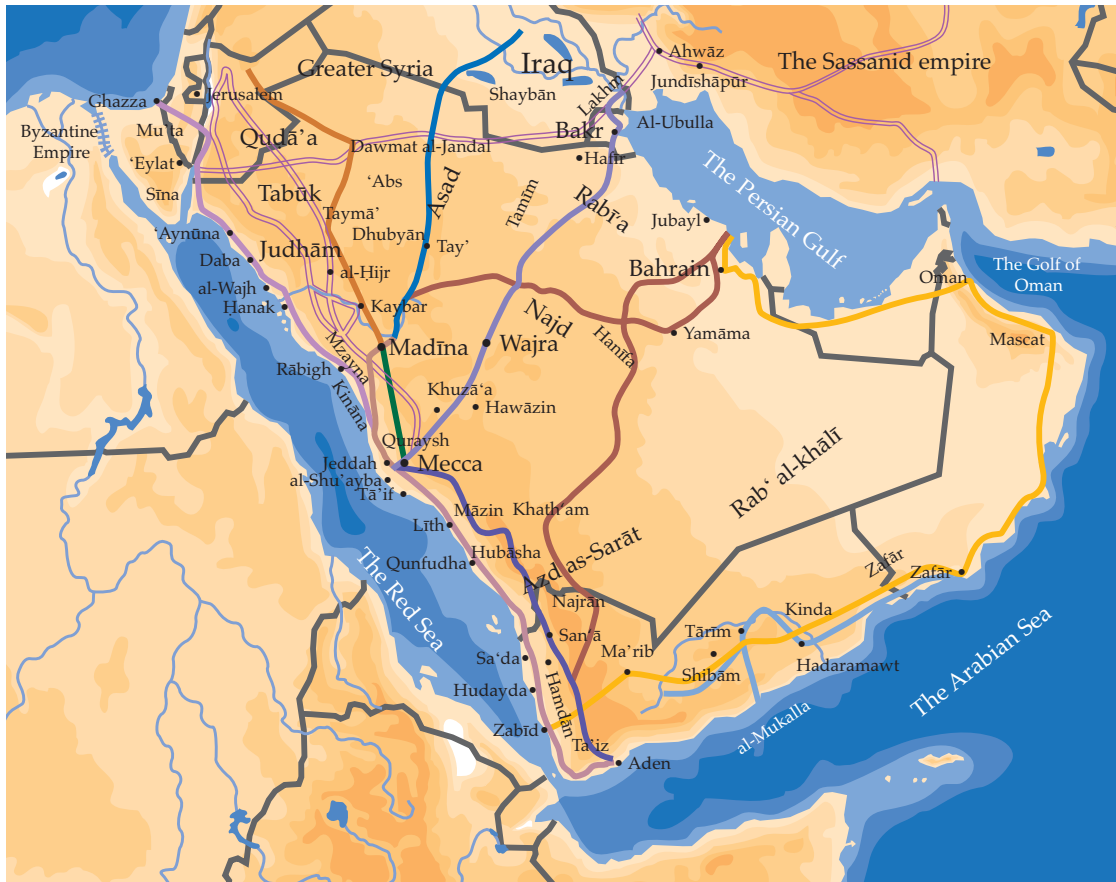 Greater Syria
Iraq
Ahwāz
The Sassanid empire
Jundīshāpūr
Shaybān
Lakhm
Ghazza
Jerusalem
Byzantine
Empire
Mu'ta
Quḍā'a
Bakr
Al-Ubulla
'Eylat
Dawmat al-Jandal
Hafir
The Persian Gulf
Sīna
Tabūk
'Abs
Asad
Tamīm
Rabī'a
Taymā'
Jubayl
'Aynūna
Judhām
Dhubyān
Tay'
Daba
al-Ḥijr
Bahrain
The Golf of
Oman
Oman
al-Wajh
Ḥanak
Kaybar
Najd
Hanīfa
Yamāma
Mascat
Mzayna
Madīna
Wajra
Rābigh
Kināna
Khuzā'a
Hawāzin
Quraysh
Jeddah
Mecca
al-Shu'ayba
Tā'if
Rab' al-khālī
Māzin
Khath'am
Līth
The Red Sea
Hubāsha
Qunfudha
Azd as-Sarāt
Zafār
Zafār
Najrān
Kinda
San'ā
Tārīm
Sa'da
Ma'rib
Shibām
Hadaramawt
The Arabian Sea
Hudayda
Hamdān
al-Mukalla
Zabīd
Ta'iz
Aden